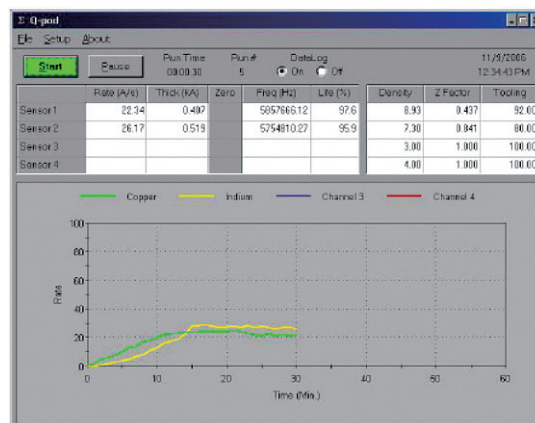 Σ :Q-pod
File Setup About
Start Pause Run Time Run # DataLog 11/9/2006
00:00:30 5 On Off 12:34:43 PM
Rate (A/s) Thick (kA) Zero Freq (Hz) Life (%) Density Z Factor Tooling
Sensor 1 22.34 0.487 97.6 8.93 0.437 92.00
Sensor 2 26.17 0.519 5754810.27 95.9 7.30 0.841 80.00
Sensor 3 3.00 1.000 100.00
Sensor 4 4.00 1.000 100.00
Copper Indium Channel 3 Channel 4
100
80
60
Rate
40
20
0
0 10 20 30 40 50 60
Time (Min.)